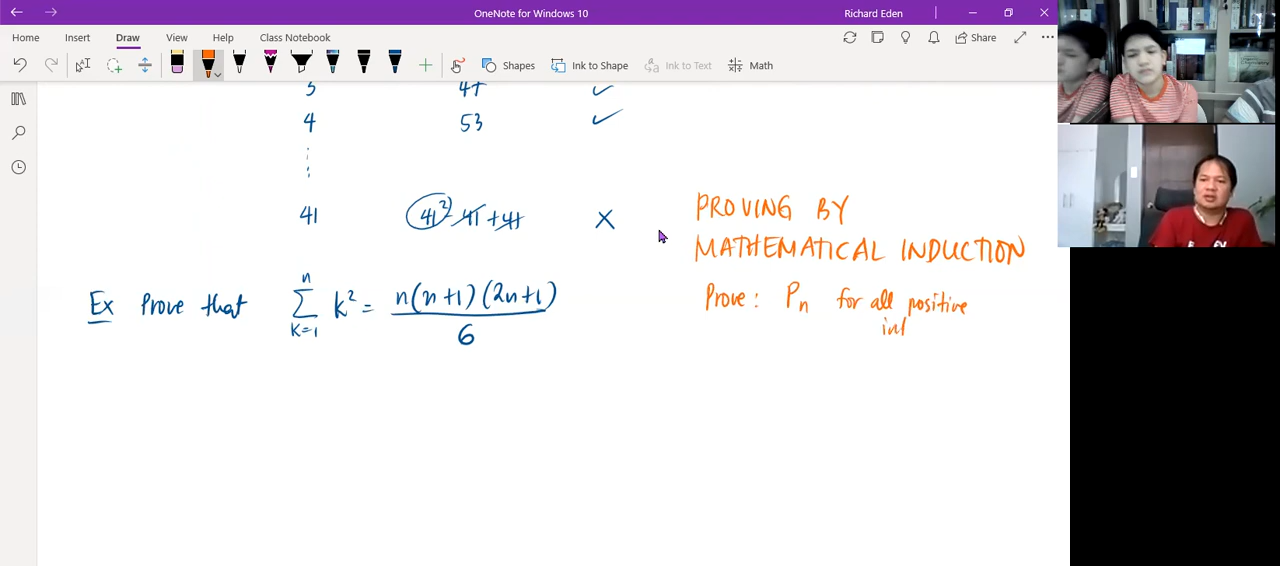 OneNote for Windows 10
Richard Eden
Home Insert Draw View Help Class Notebook
Share
Shapes Ink to Shape Ink to Text Math
3 47 ✓
4 53 ✓
41 41² - 41 + 41 ×
PROVING BY
MATHEMATICAL INDUCTION
Ex Prove that \sum_{k=1}^{n} k² = \frac{n(n+1)(2n+1)}{6}
Prove: Pₙ for all positive
int